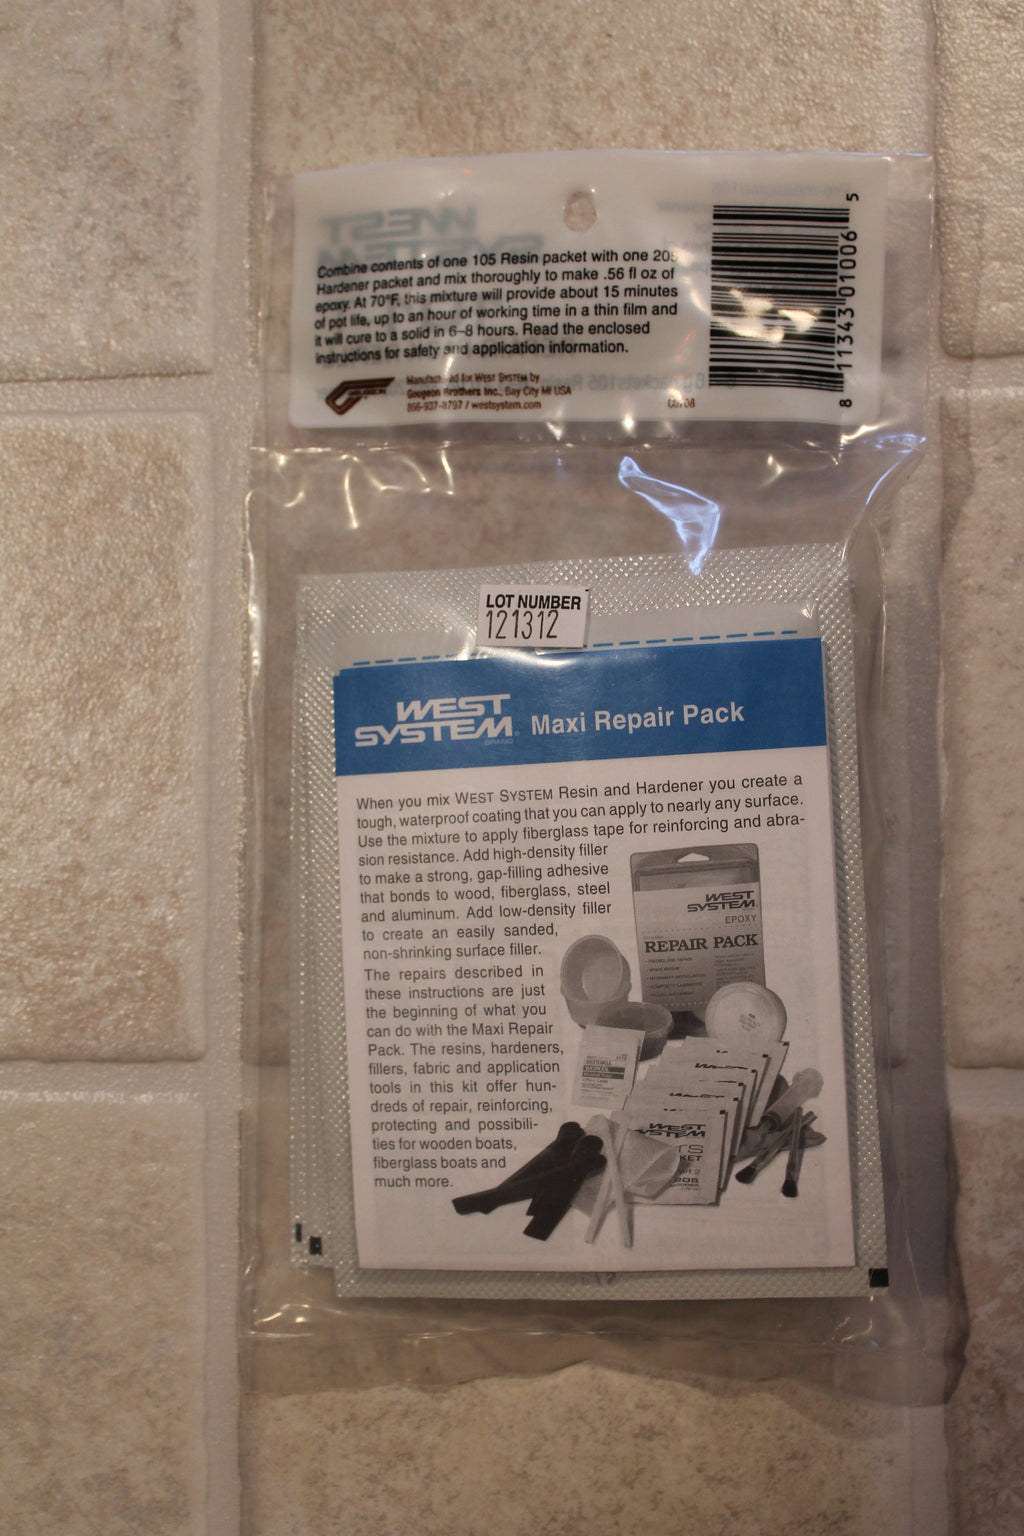 WEST
SYSTEM
Combine contents of one 105 Resin packet with one 205
Hardener packet and mix thoroughly to make .56 fl oz of
epoxy. At 70°F, this mixture will provide about 15 minutes
of pot life, up to an hour of working time in a thin film and
it will cure to a solid in 6–8 hours. Read the enclosed
instructions for safety and application information.
Manufactured for WEST SYSTEM by
Gougeon Brothers Inc., Bay City MI USA
866-937-8797 / westsystem.com
8 11343 01006 5
LOT NUMBER
121312
WEST
SYSTEM® Maxi Repair Pack
BRAND
When you mix WEST SYSTEM Resin and Hardener you create a
tough, waterproof coating that you can apply to nearly any surface.
Use the mixture to apply fiberglass tape for reinforcing and abra-
sion resistance. Add high-density filler
to make a strong, gap-filling adhesive
that bonds to wood, fiberglass, steel
and aluminum. Add low-density filler
to create an easily sanded,
non-shrinking surface filler.
The repairs described in
these instructions are just
the beginning of what you
can do with the Maxi Repair
Pack. The resins, hardeners,
fillers, fabric and application
tools in this kit offer hun-
dreds of repair, reinforcing,
protecting and possibili-
ties for wooden boats,
fiberglass boats and
much more.
WEST
SYSTEM
EPOXY
REPAIR PACK
WEST
SYSTEM
205